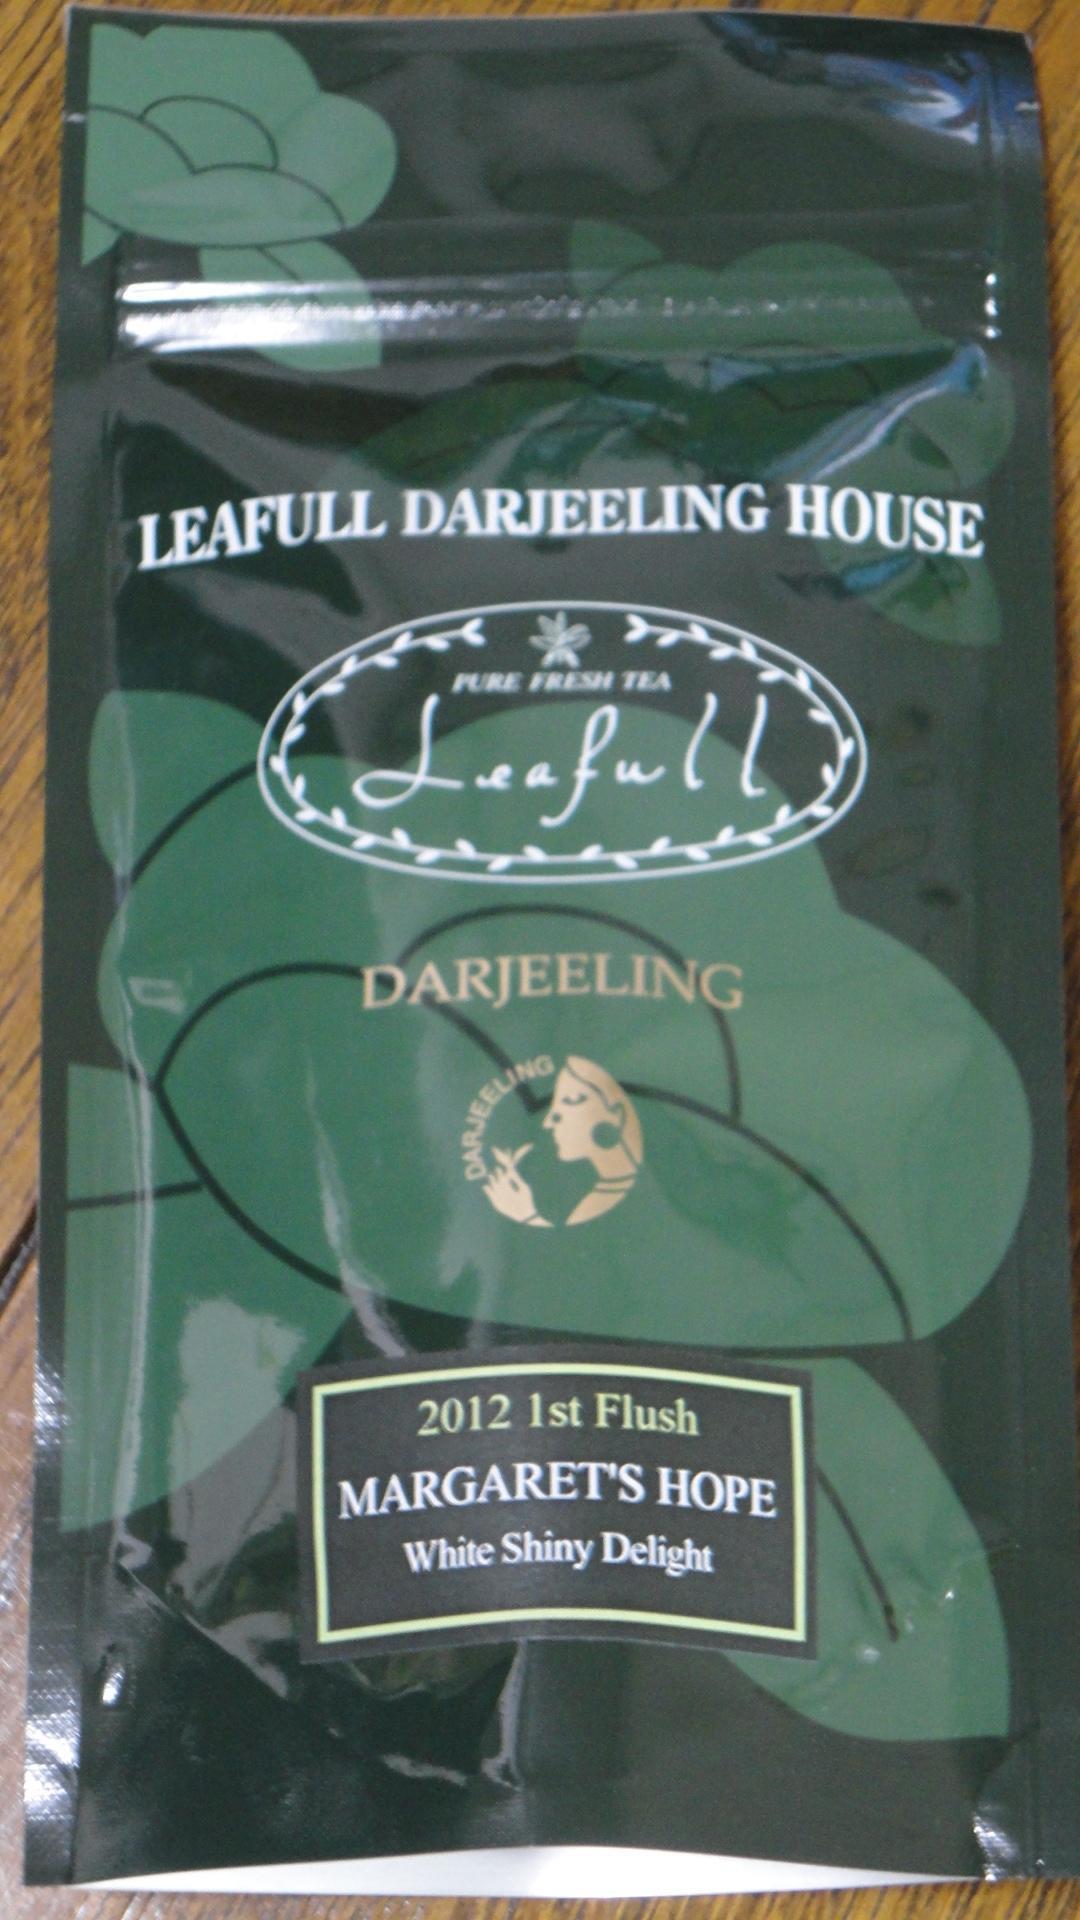 LEAFULL DARJEELING HOUSE
PURE FRESH TEA
Leafull
DARJEELING
DARJEELING
2012 1st Flush
MARGARET'S HOPE
White Shiny Delight